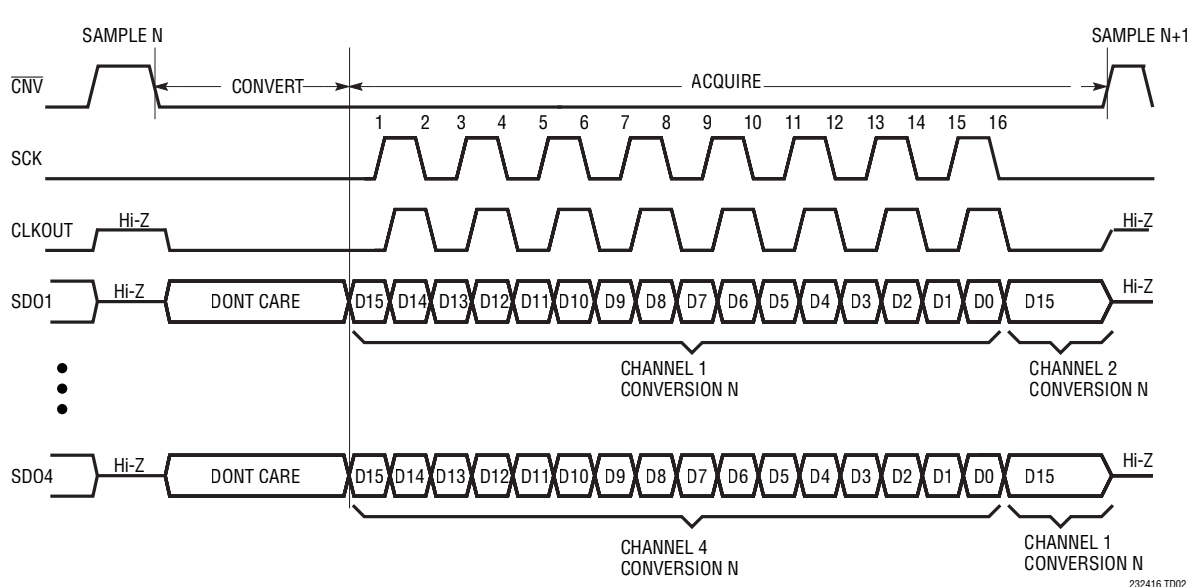 SAMPLE N
SAMPLE N+1
CNV
CONVERT
ACQUIRE
1 2 3 4 5 6 7 8 9 10 11 12 13 14 15 16
SCK
CLKOUT
Hi-Z
Hi-Z
SDO1
Hi-Z
DONT CARE
D15 D14 D13 D12 D11 D10 D9 D8 D7 D6 D5 D4 D3 D2 D1 D0
D15
Hi-Z
CHANNEL 1
CONVERSION N
CHANNEL 2
CONVERSION N
SDO4
Hi-Z
DONT CARE
D15 D14 D13 D12 D11 D10 D9 D8 D7 D6 D5 D4 D3 D2 D1 D0
D15
Hi-Z
CHANNEL 4
CONVERSION N
CHANNEL 1
CONVERSION N
232416 TD02